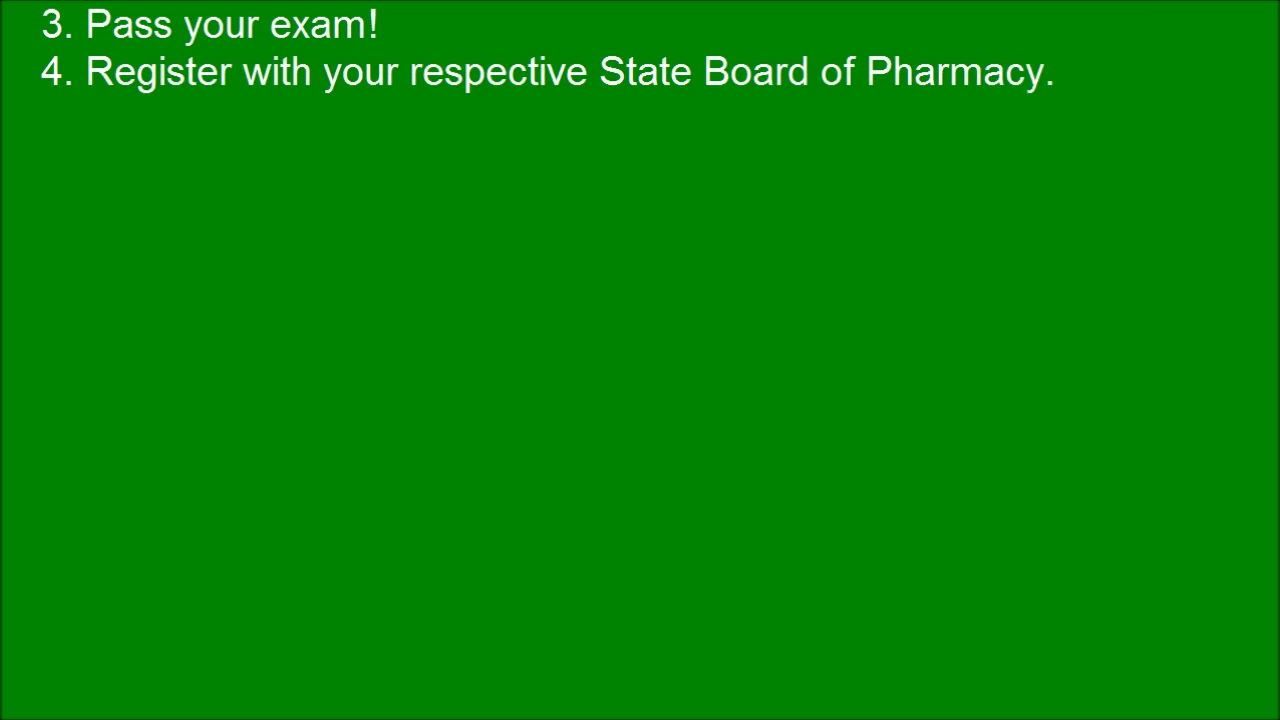 3. Pass your exam!
4. Register with your respective State Board of Pharmacy.